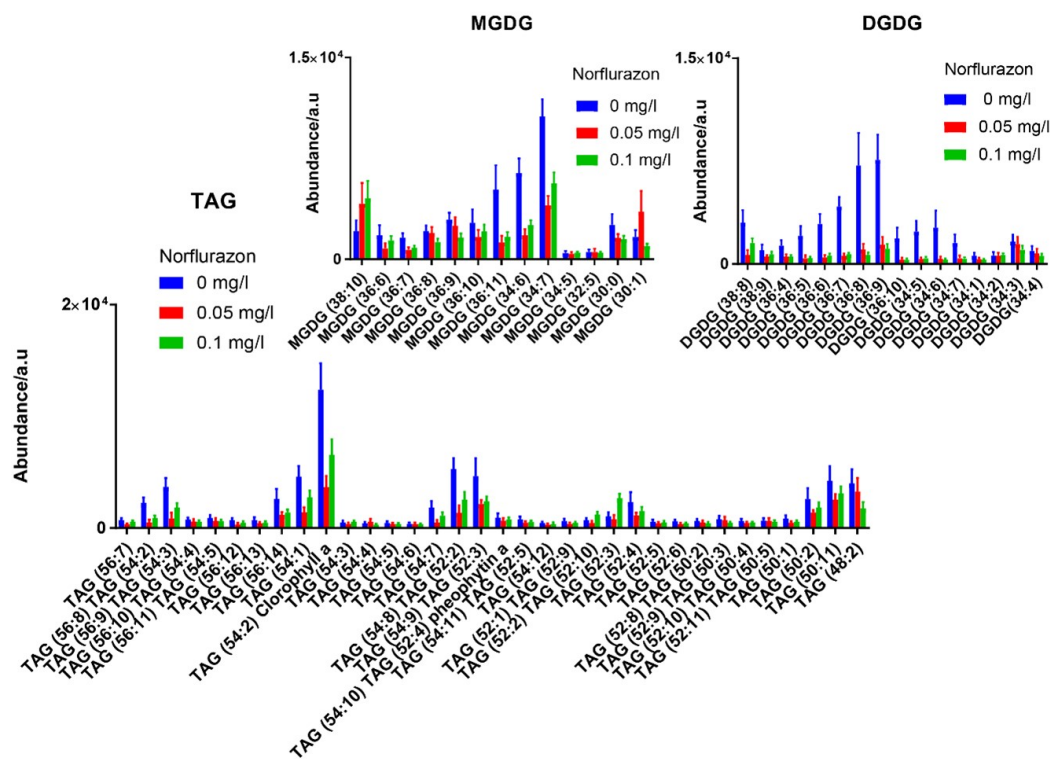 MGDG
DGDG
TAG
1.5×10⁴
0
Abundance/a.u
Norflurazon
0 mg/l
0.05 mg/l
0.1 mg/l
MGDG (38:10)
MGDG (36:6)
MGDG (36:7)
MGDG (36:8)
MGDG (36:9)
MGDG (36:10)
MGDG (36:11)
MGDG (34:6)
MGDG (34:7)
MGDG (34:5)
MGDG (32:5)
MGDG (30:0)
MGDG (30:1)
1.5×10⁴
0
Abundance/a.u
Norflurazon
0 mg/l
0.05 mg/l
0.1 mg/l
DGDG (38:8)
DGDG (38:9)
DGDG (36:4)
DGDG (36:5)
DGDG (36:6)
DGDG (36:7)
DGDG (36:8)
DGDG (36:9)
DGDG (36:10)
DGDG (34:5)
DGDG (34:6)
DGDG (34:7)
DGDG (34:1)
DGDG (34:2)
DGDG (34:3)
DGDG(34:4)
Norflurazon
0 mg/l
0.05 mg/l
0.1 mg/l
2×10⁴
0
Abundance/a.u
TAG (56:7)
TAG (56:8) TAG (54:2)
TAG (56:9) TAG (54:3)
TAG (56:10) TAG (54:4)
TAG (56:11) TAG (54:5)
TAG (56:12)
TAG (56:13)
TAG (56:14)
TAG (54:1)
TAG (54:2) Clorophyll a
TAG (54:3)
TAG (54:4)
TAG (54:5)
TAG (54:6)
TAG (54:7)
TAG (54:8) TAG (52:2)
TAG (54:9) TAG (52:3)
TAG (54:10) TAG (52:4) pheophytin a
TAG (54:11) TAG (52:5)
TAG (54:12)
TAG (52:1) TAG (52:9)
TAG (52:2) TAG (52:10)
TAG (52:3)
TAG (52:4)
TAG (52:5)
TAG (52:6)
TAG (52:8) TAG (50:2)
TAG (52:9) TAG (50:3)
TAG (52:10) TAG (50:4)
TAG (52:11) TAG (50:5)
TAG (50:1)
TAG (50:2)
TAG (50:11)
TAG (48:2)